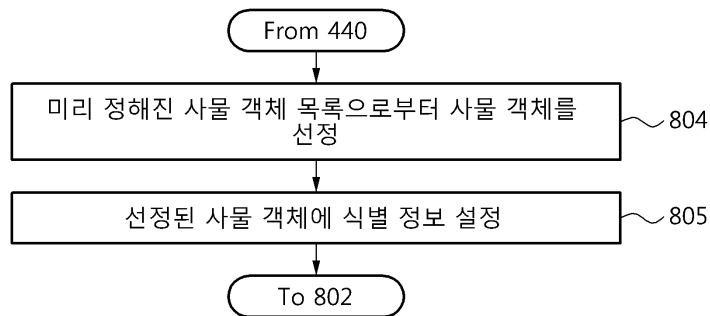 From 440
미리 정해진 사물 객체 목록으로부터 사물 객체를
선정
804
선정된 사물 객체에 식별 정보 설정
805
To 802